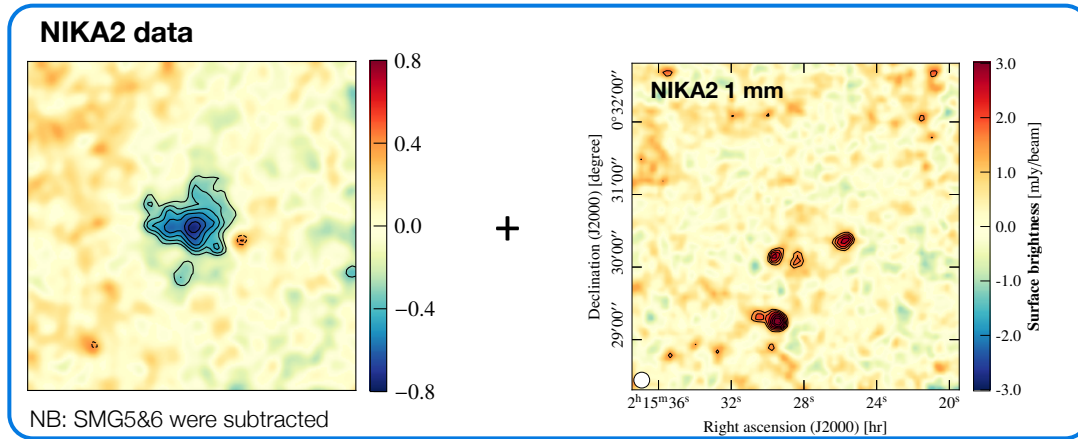 NIKA2 data
0.8
0.4
0.0
−0.4
−0.8
NB: SMG5&6 were subtracted
+
NIKA2 1 mm
Declination (J2000) [degree]
0°32′00″
31′00″
30′00″
29′00″
2ʰ15ᵐ36ˢ
32ˢ
28ˢ
24ˢ
20ˢ
Right ascension (J2000) [hr]
3.0
2.0
1.0
0.0
-1.0
-2.0
-3.0
Surface brightness [mJy/beam]